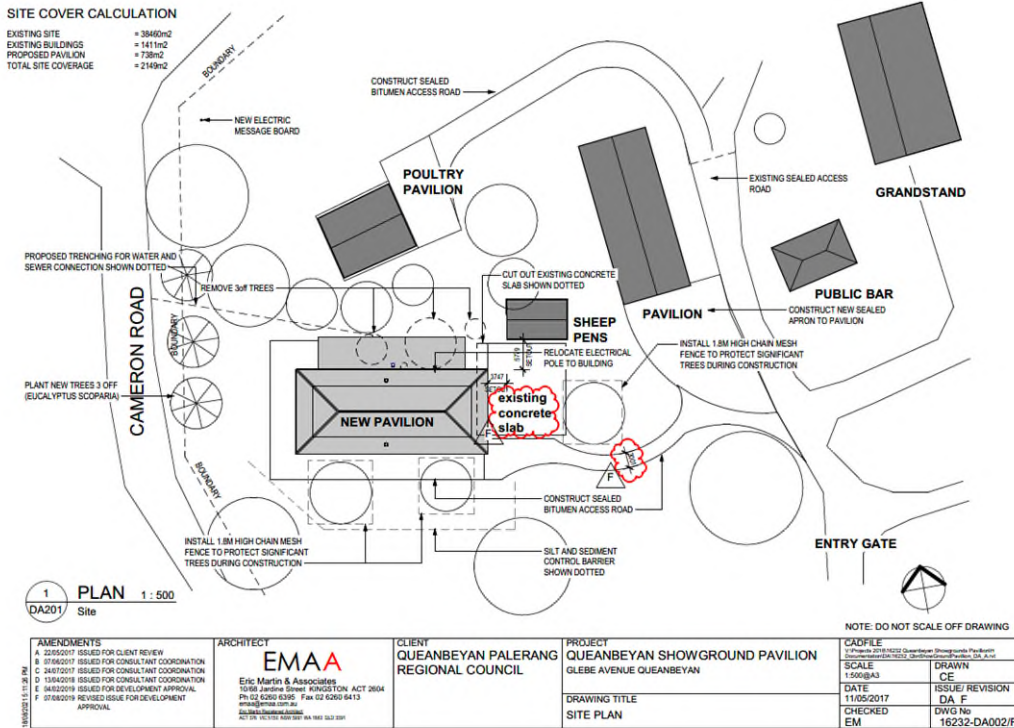 SITE COVER CALCULATION
EXISTING SITE = 38460m2
EXISTING BUILDINGS = 1411m2
PROPOSED PAVILION = 738m2
TOTAL SITE COVERAGE = 2149m2
BOUNDARY
NEW ELECTRIC
MESSAGE BOARD
CONSTRUCT SEALED
BITUMEN ACCESS ROAD
POULTRY
PAVILION
EXISTING SEALED ACCESS
ROAD
GRANDSTAND
PROPOSED TRENCHING FOR WATER AND
SEWER CONNECTION SHOWN DOTTED
REMOVE 3off TREES
CUT OUT EXISTING CONCRETE
SLAB SHOWN DOTTED
PUBLIC BAR
PAVILION
CONSTRUCT NEW SEALED
APRON TO PAVILION
SHEEP
PENS
CAMERON ROAD
BOUNDARY
5779
SETOUT
RELOCATE ELECTRICAL
POLE TO BUILDING
INSTALL 1.8M HIGH CHAIN MESH
FENCE TO PROTECT SIGNIFICANT
TREES DURING CONSTRUCTION
PLANT NEW TREES 3 OFF
(EUCALYPTUS SCOPARIA)
3747
NEW PAVILION
existing
concrete
slab
F
F
BOUNDARY
CONSTRUCT SEALED
BITUMEN ACCESS ROAD
INSTALL 1.8M HIGH CHAIN MESH
FENCE TO PROTECT SIGNIFICANT
TREES DURING CONSTRUCTION
SILT AND SEDIMENT
CONTROL BARRIER
SHOWN DOTTED
ENTRY GATE
1
DA201
PLAN 1 : 500
Site
NOTE: DO NOT SCALE OFF DRAWING
AMENDMENTS
A 22/05/2017 ISSUED FOR CLIENT REVIEW
B 07/06/2017 ISSUED FOR CONSULTANT COORDINATION
C 24/07/2017 ISSUED FOR CONSULTANT COORDINATION
D 13/04/2018 ISSUED FOR CONSULTANT COORDINATION
E 04/02/2019 ISSUED FOR DEVELOPMENT APPROVAL
F 07/08/2019 REVISED ISSUE FOR DEVELOPMENT
APPROVAL
ARCHITECT
EMAA
Eric Martin & Associates
10/68 Jardine Street KINGSTON ACT 2604
Ph 02 6260 6395 Fax 02 6260 6413
emaa@emaa.com.au
CLIENT
QUEANBEYAN PALERANG
REGIONAL COUNCIL
PROJECT
QUEANBEYAN SHOWGROUND PAVILION
GLEBE AVENUE QUEANBEYAN
DRAWING TITLE
SITE PLAN
CADFILE
SCALE
1:500@A3
DRAWN
CE
DATE
11/05/2017
ISSUE/ REVISION
DA F
CHECKED
EM
DWG No
16232-DA002/F